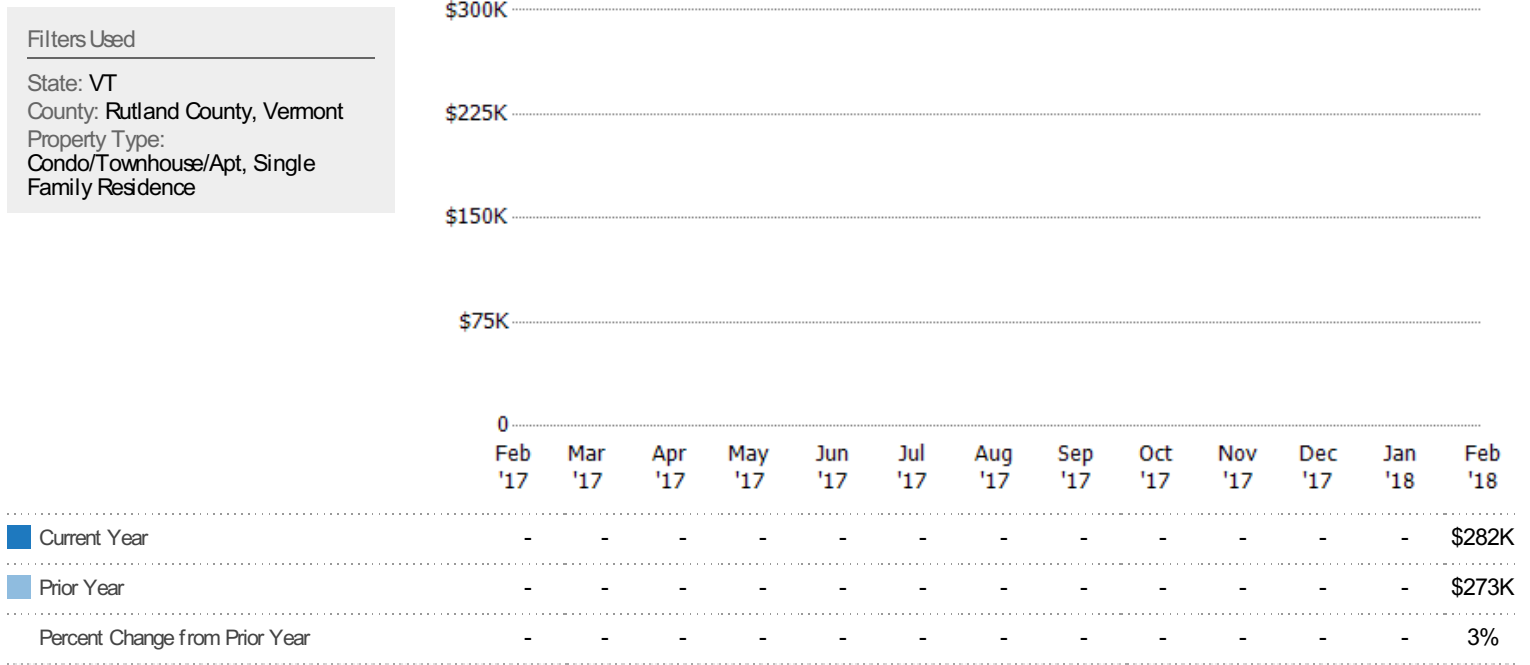 Filters Used
State: VT
County: Rutland County, Vermont
Property Type:
Condo/Townhouse/Apt, Single
Family Residence
$300K
$225K
$150K
$75K
0
Feb Mar Apr May Jun Jul Aug Sep Oct Nov Dec Jan Feb
'17 '17 '17 '17 '17 '17 '17 '17 '17 '17 '17 '18 '18
Current Year - - - - - - - - - - - - $282K
Prior Year - - - - - - - - - - - - $273K
Percent Change from Prior Year - - - - - - - - - - - - 3%